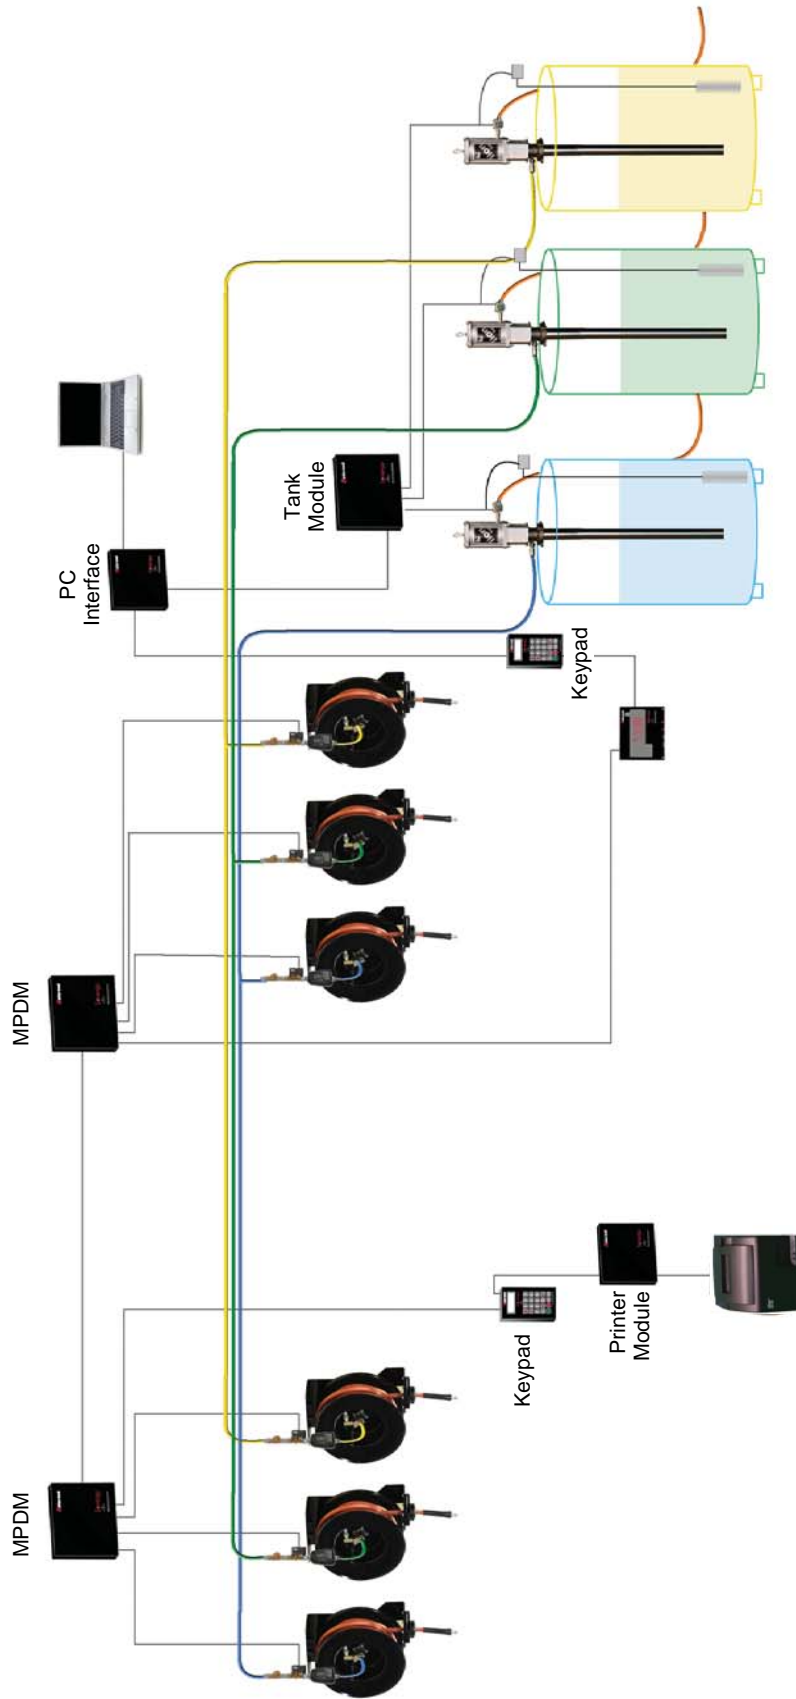 MPDM
MPDM
PC
Interface
Tank
Module
Keypad
Keypad
Printer
Module